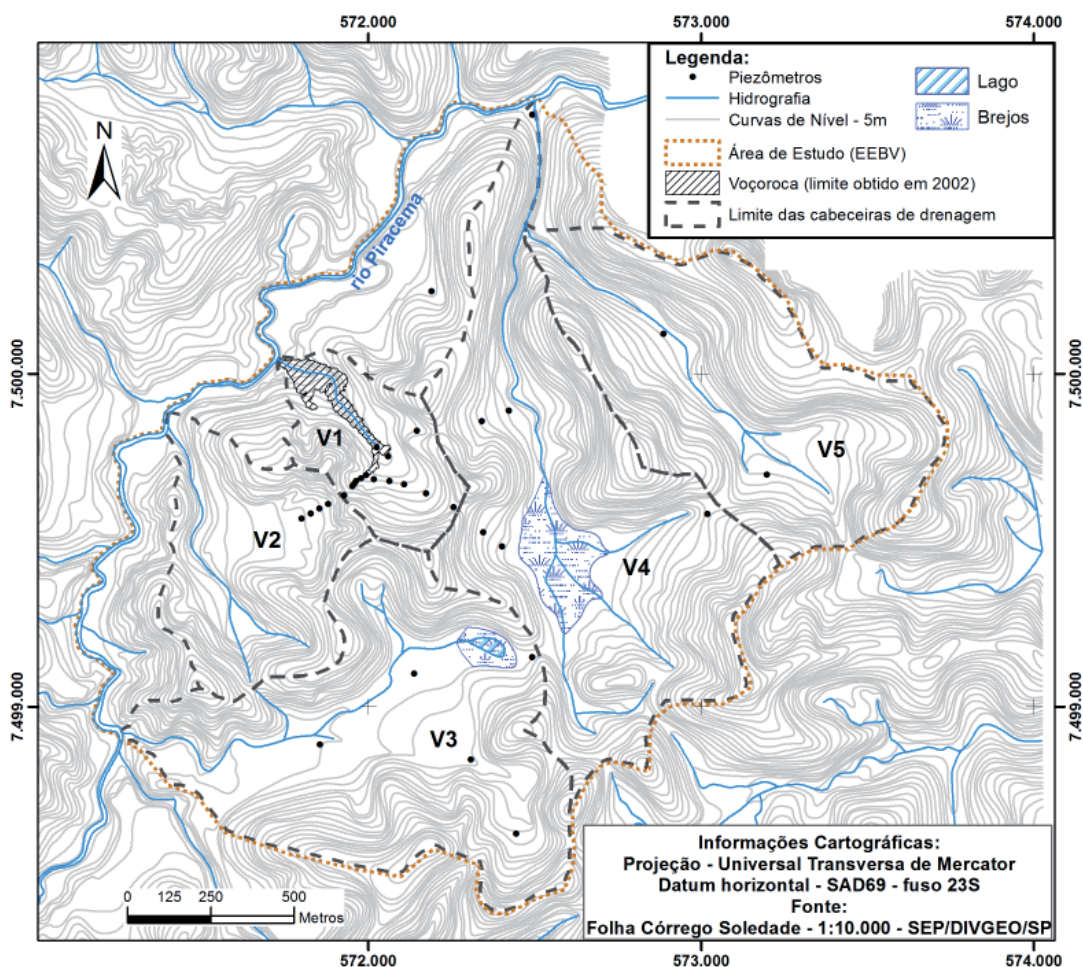 572.000
573.000
574.000
Legenda:
Piezômetros
Hidrografia
Curvas de Nível - 5m
Área de Estudo (EEBV)
Voçoroca (limite obtido em 2002)
Limite das cabeceiras de drenagem
Lago
Brejos
N
rio Piracema
7.500.000
7.500.000
V1
V2
V3
V4
V5
7.499.000
7.499.000
0 125 250 500
Metros
Informações Cartográficas:
Projeção - Universal Transversa de Mercator
Datum horizontal - SAD69 - fuso 23S
Fonte:
Folha Córrego Soledade - 1:10.000 - SEP/DIVGEO/SP
572.000
573.000
574.000